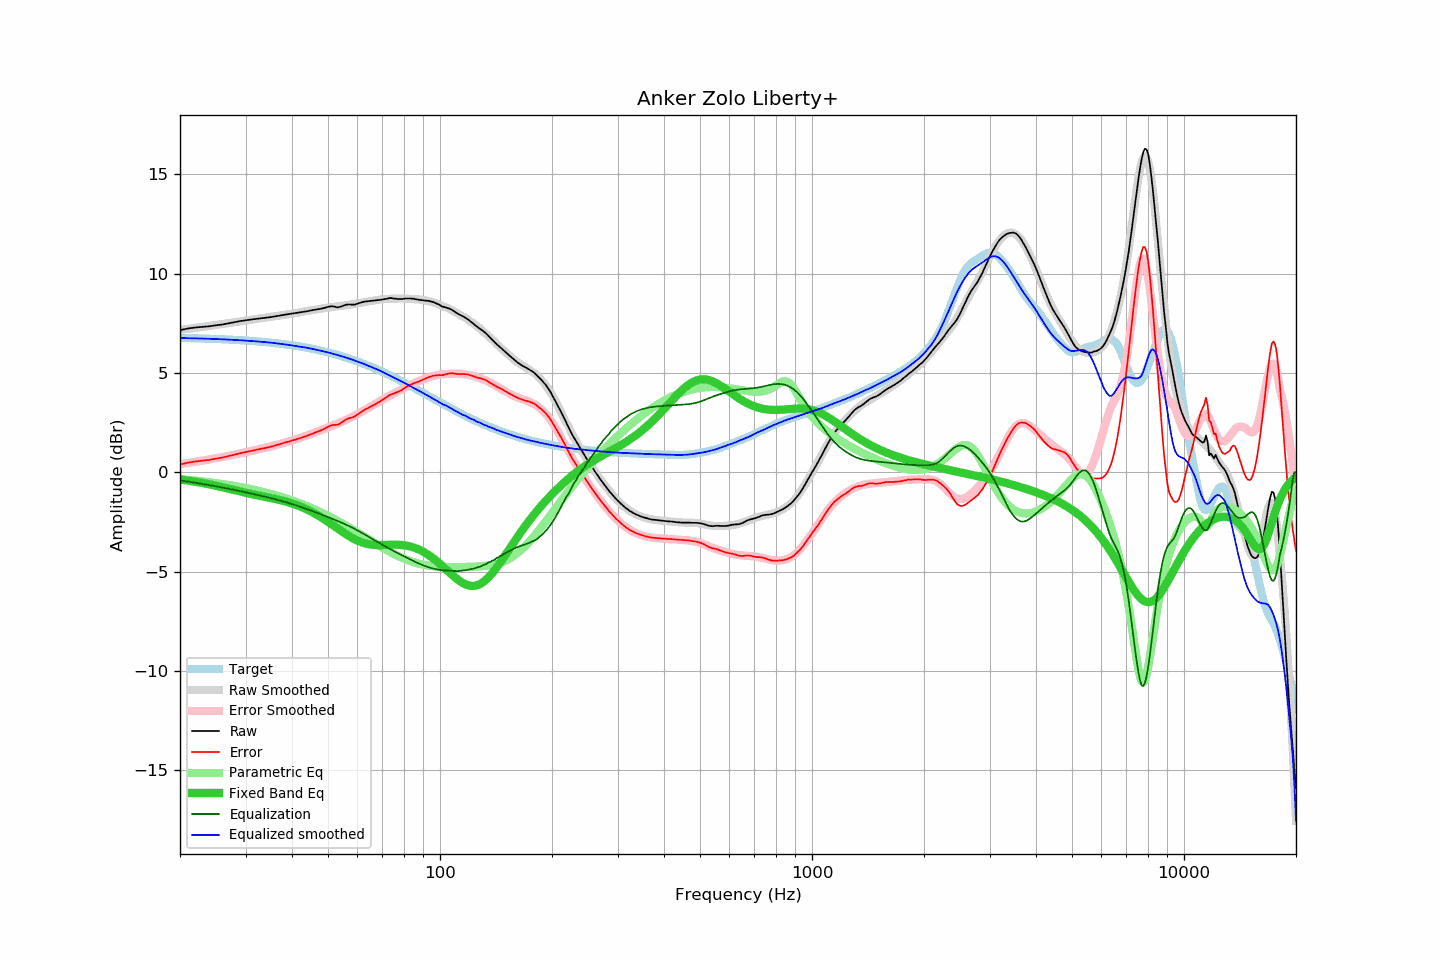 Anker Zolo Liberty+
15
10
5
0
−5
−10
−15
Amplitude (dBr)
Target
Raw Smoothed
Error Smoothed
Raw
Error
Parametric Eq
Fixed Band Eq
Equalization
Equalized smoothed
100
1000
10000
Frequency (Hz)